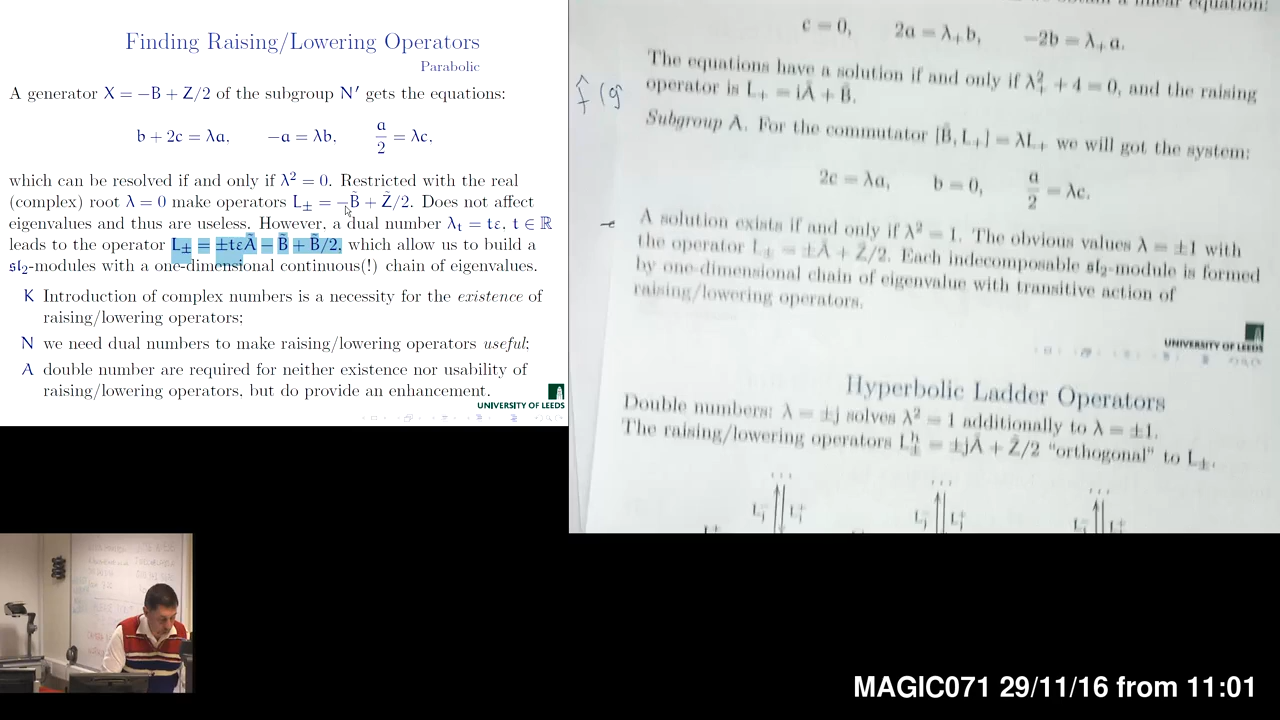 Finding Raising/Lowering Operators
Parabolic
A generator X = −B + Z/2 of the subgroup N′ gets the equations:
b + 2c = λa, −a = λb, a/2 = λc,
which can be resolved if and only if λ² = 0. Restricted with the real
(complex) root λ = 0 make operators L± = −B̃ + Z̃/2. Does not affect
eigenvalues and thus are useless. However, a dual number λₜ = tε, t ∈ ℝ
leads to the operator L± = ±tεÃ − B̃ + B̃/2, which allow us to build a
𝔰𝔩₂-modules with a one-dimensional continuous(!) chain of eigenvalues.
K Introduction of complex numbers is a necessity for the existence of
raising/lowering operators;
N we need dual numbers to make raising/lowering operators useful;
A double number are required for neither existence nor usability of
raising/lowering operators, but do provide an enhancement.
UNIVERSITY OF LEEDS
linear equation:
c = 0, 2a = λ₊b, −2b = λ₊a.
The equations have a solution if and only if λ₊² + 4 = 0, and the raising
operator is L₊ = iÃ + B̃.
Subgroup A. For the commutator [B̃, L₊] = λL₊ we will got the system:
2c = λa, b = 0, a/2 = λc.
A solution exists if and only if λ² = 1. The obvious values λ = ±1 with
the operator L± = ±Ã + Z̃/2. Each indecomposable 𝔰𝔩₂-module is formed
by one-dimensional chain of eigenvalue with transitive action of
raising/lowering operators.
UNIVERSITY OF LEEDS
Hyperbolic Ladder Operators
Double numbers: λ = ±j solves λ² = 1 additionally to λ = ±1.
The raising/lowering operators Lʰ± = ±jÃ + Z̃/2 "orthogonal" to L±.
MAGIC071 29/11/16 from 11:01